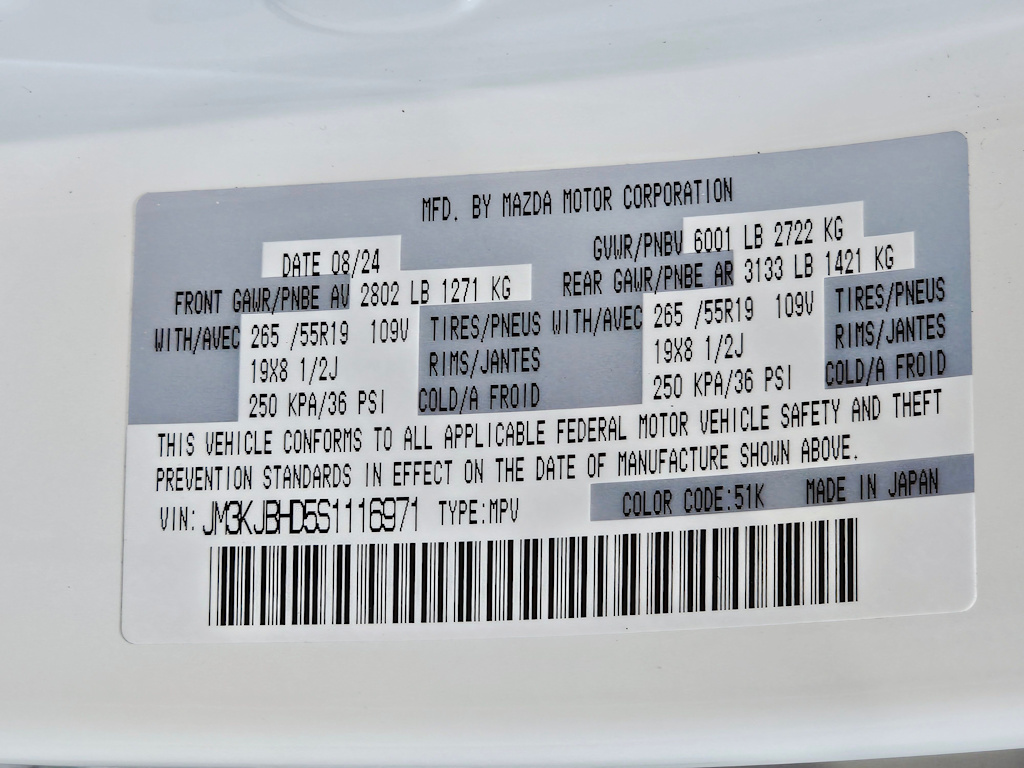 MFD. BY MAZDA MOTOR CORPORATION
DATE 08/24 GVWR/PNBV 6001 LB 2722 KG
FRONT GAWR/PNBE AV 2802 LB 1271 KG REAR GAWR/PNBE AR 3133 LB 1421 KG
WITH/AVEC 265 /55R19 109V TIRES/PNEUS WITH/AVEC 265 /55R19 109V TIRES/PNEUS
19X8 1/2J RIMS/JANTES 19X8 1/2J RIMS/JANTES
250 KPA/36 PSI COLD/A FROID 250 KPA/36 PSI COLD/A FROID
THIS VEHICLE CONFORMS TO ALL APPLICABLE FEDERAL MOTOR VEHICLE SAFETY AND THEFT
PREVENTION STANDARDS IN EFFECT ON THE DATE OF MANUFACTURE SHOWN ABOVE.
VIN: JM3KJBHD5S1116971 TYPE:MPV COLOR CODE:51K MADE IN JAPAN